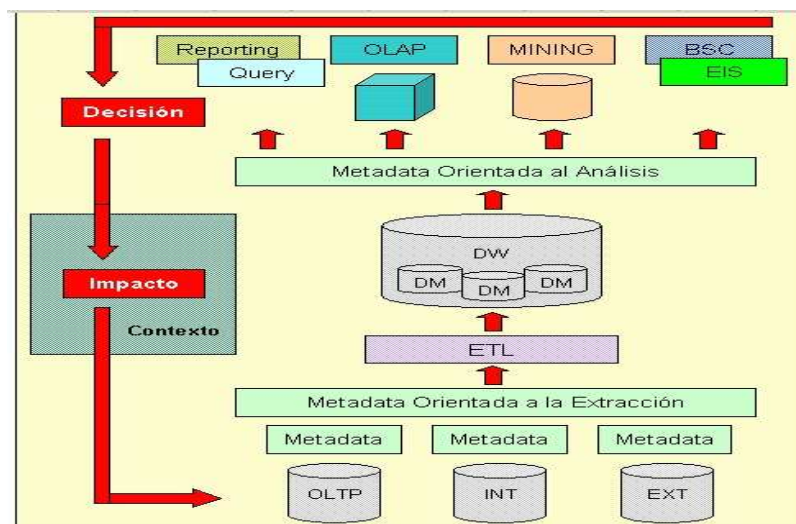 Reporting
OLAP
MINING
BSC
Query
EIS
Decisión
Metadata Orientada al Análisis
DW
DM
DM
DM
Impacto
Contexto
ETL
Metadata Orientada a la Extracción
Metadata
Metadata
Metadata
OLTP
INT
EXT